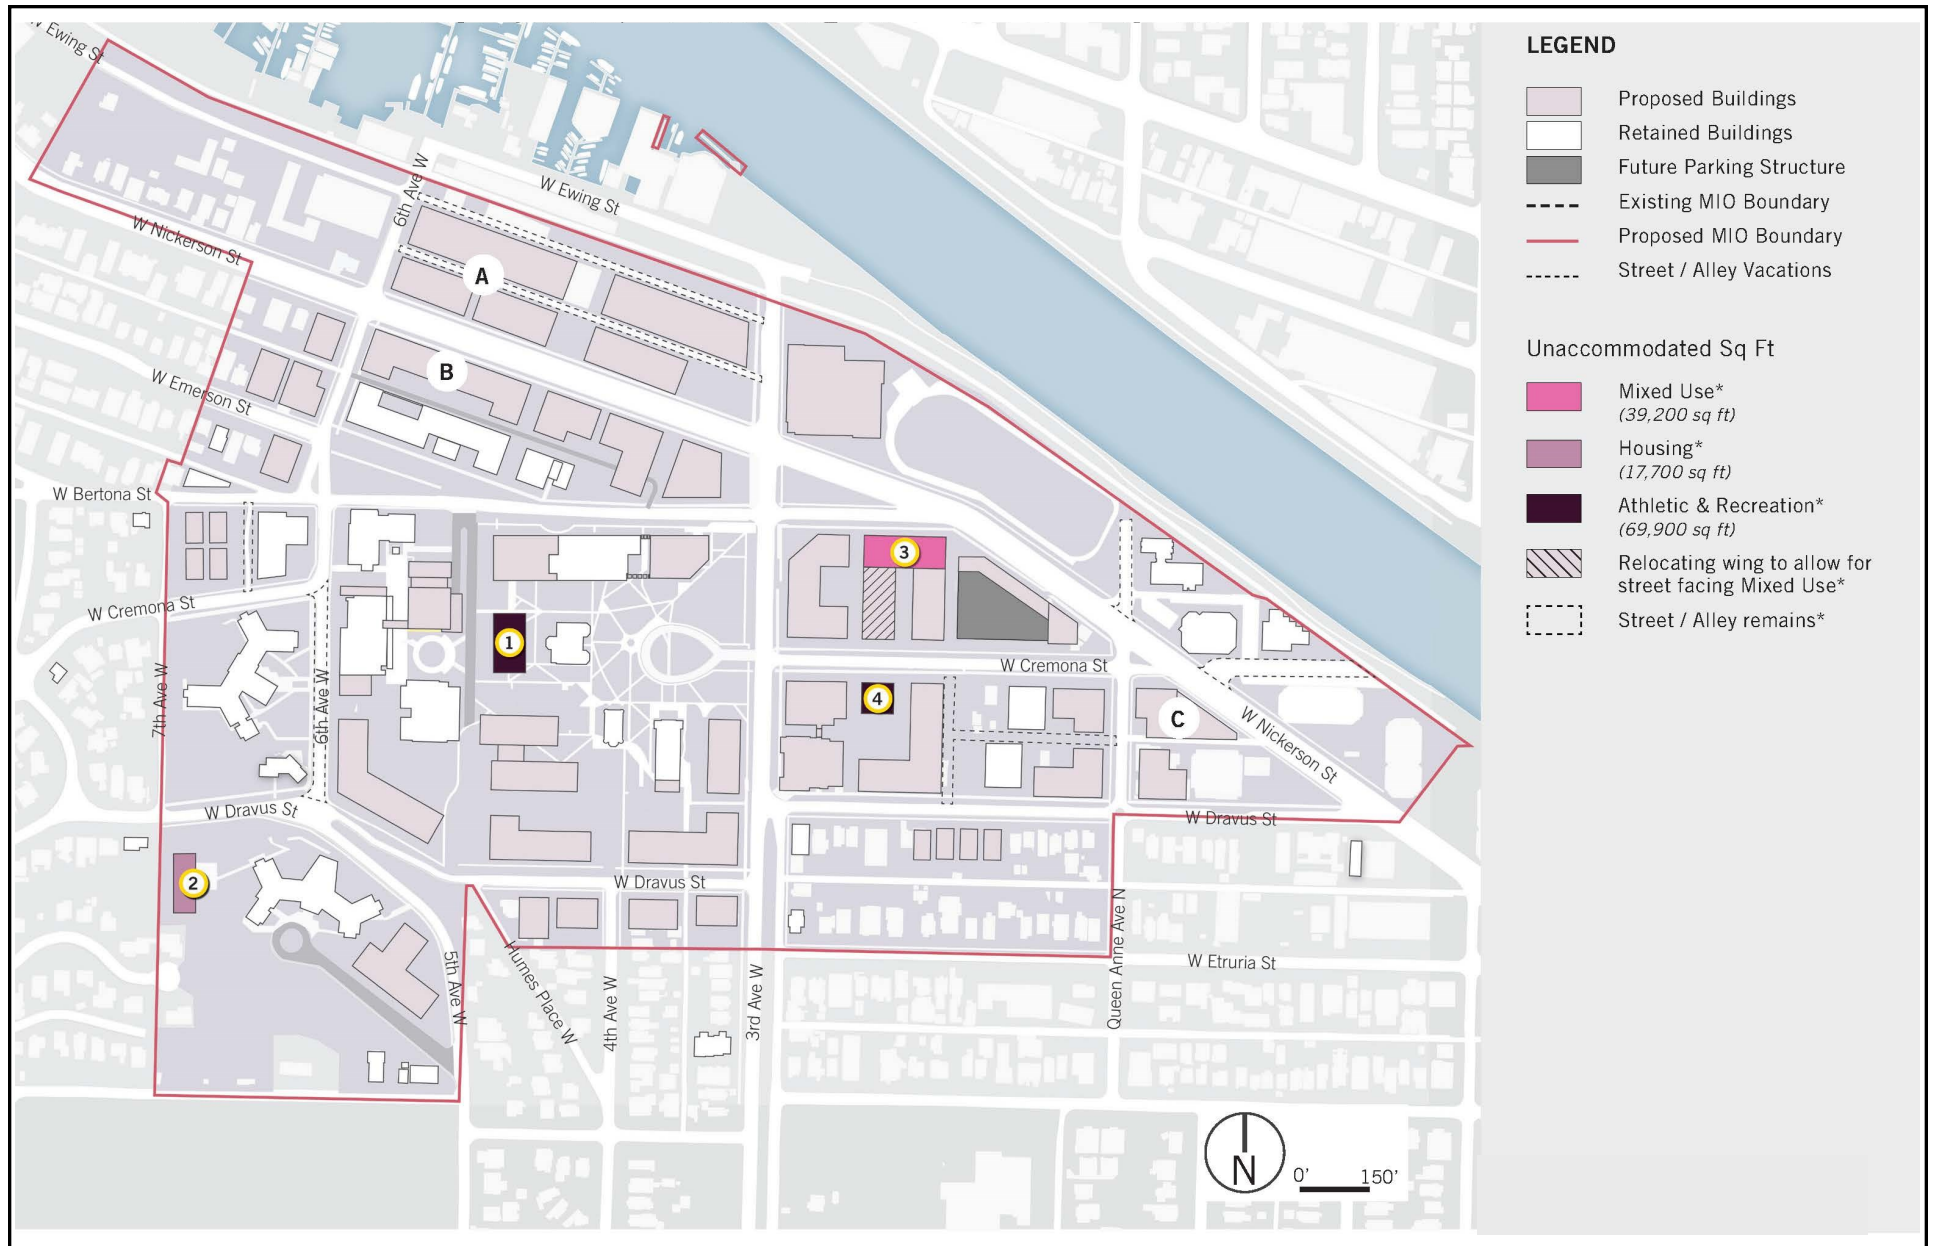 W Ewing St
6th Ave W
W Ewing St
W Nickerson St
A
B
W Emerson St
W Bertona St
W Cremona St
7th Ave W
6th Ave W
1
3
4
W Cremona St
C
W Nickerson St
W Dravus St
W Dravus St
2
W Dravus St
5th Ave W
Humes Place W
4th Ave W
3rd Ave W
Queen Anne Ave N
W Etruria St
N
0' 150'
LEGEND
Proposed Buildings
Retained Buildings
Future Parking Structure
Existing MIO Boundary
Proposed MIO Boundary
Street / Alley Vacations
Unaccommodated Sq Ft
Mixed Use*
(39,200 sq ft)
Housing*
(17,700 sq ft)
Athletic & Recreation*
(69,900 sq ft)
Relocating wing to allow for
street facing Mixed Use*
Street / Alley remains*